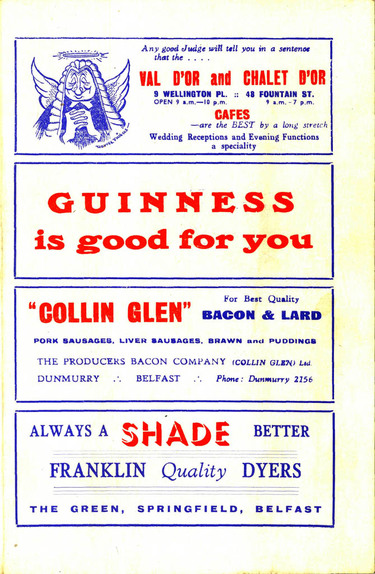 Any good Judge will tell you in a sentence
that the . . . .
VAL D'OR and CHALET D'OR
9 WELLINGTON PL. :: 48 FOUNTAIN ST.
OPEN 9 a.m.—10 p.m. 9 a.m.-7 p.m.
CAFES
—are the BEST by a long stretch
Wedding Receptions and Evening Functions
a speciality
GUINNESS
is good for you
"COLLIN GLEN"
For Best Quality
BACON & LARD
PORK SAUSAGES, LIVER SAUSAGES, BRAWN and PUDDINGS
THE PRODUCERS BACON COMPANY (COLLIN GLEN) Ltd.
DUNMURRY ∴ BELFAST ∴ Phone: Dunmurry 2156
ALWAYS A SHADE BETTER
FRANKLIN Quality DYERS
THE GREEN, SPRINGFIELD, BELFAST